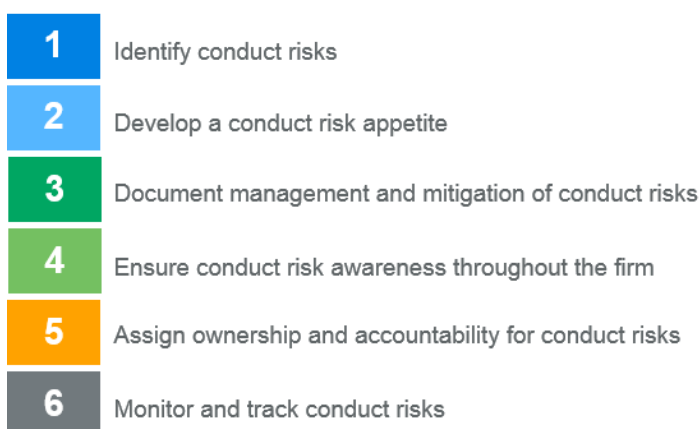 1 Identify conduct risks
2 Develop a conduct risk appetite
3 Document management and mitigation of conduct risks
4 Ensure conduct risk awareness throughout the firm
5 Assign ownership and accountability for conduct risks
6 Monitor and track conduct risks